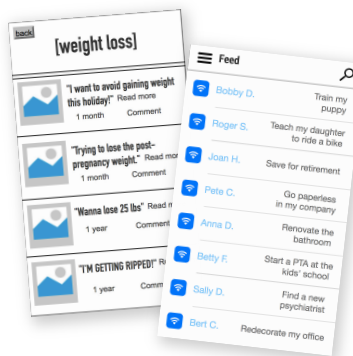 back
[weight loss]
"I want to avoid gaining weight
this holiday!" Read more
1 month Comment
"Trying to lose the post-
pregnancy weight." Read mor
1 month Comment
"Wanna lose 25 lbs" Read m
1 year Comment
"I'M GETTING RIPPED!" R
1 year Comm
Feed
Bobby D. Train my
puppy
Roger S. Teach my daughter
to ride a bike
Joan H. Save for retirement
Pete C. Go paperless
in my company
Anna D. Renovate the
bathroom
Betty F. Start a PTA at the
kids' school
Sally D. Find a new
psychiatrist
Bert C. Redecorate my office